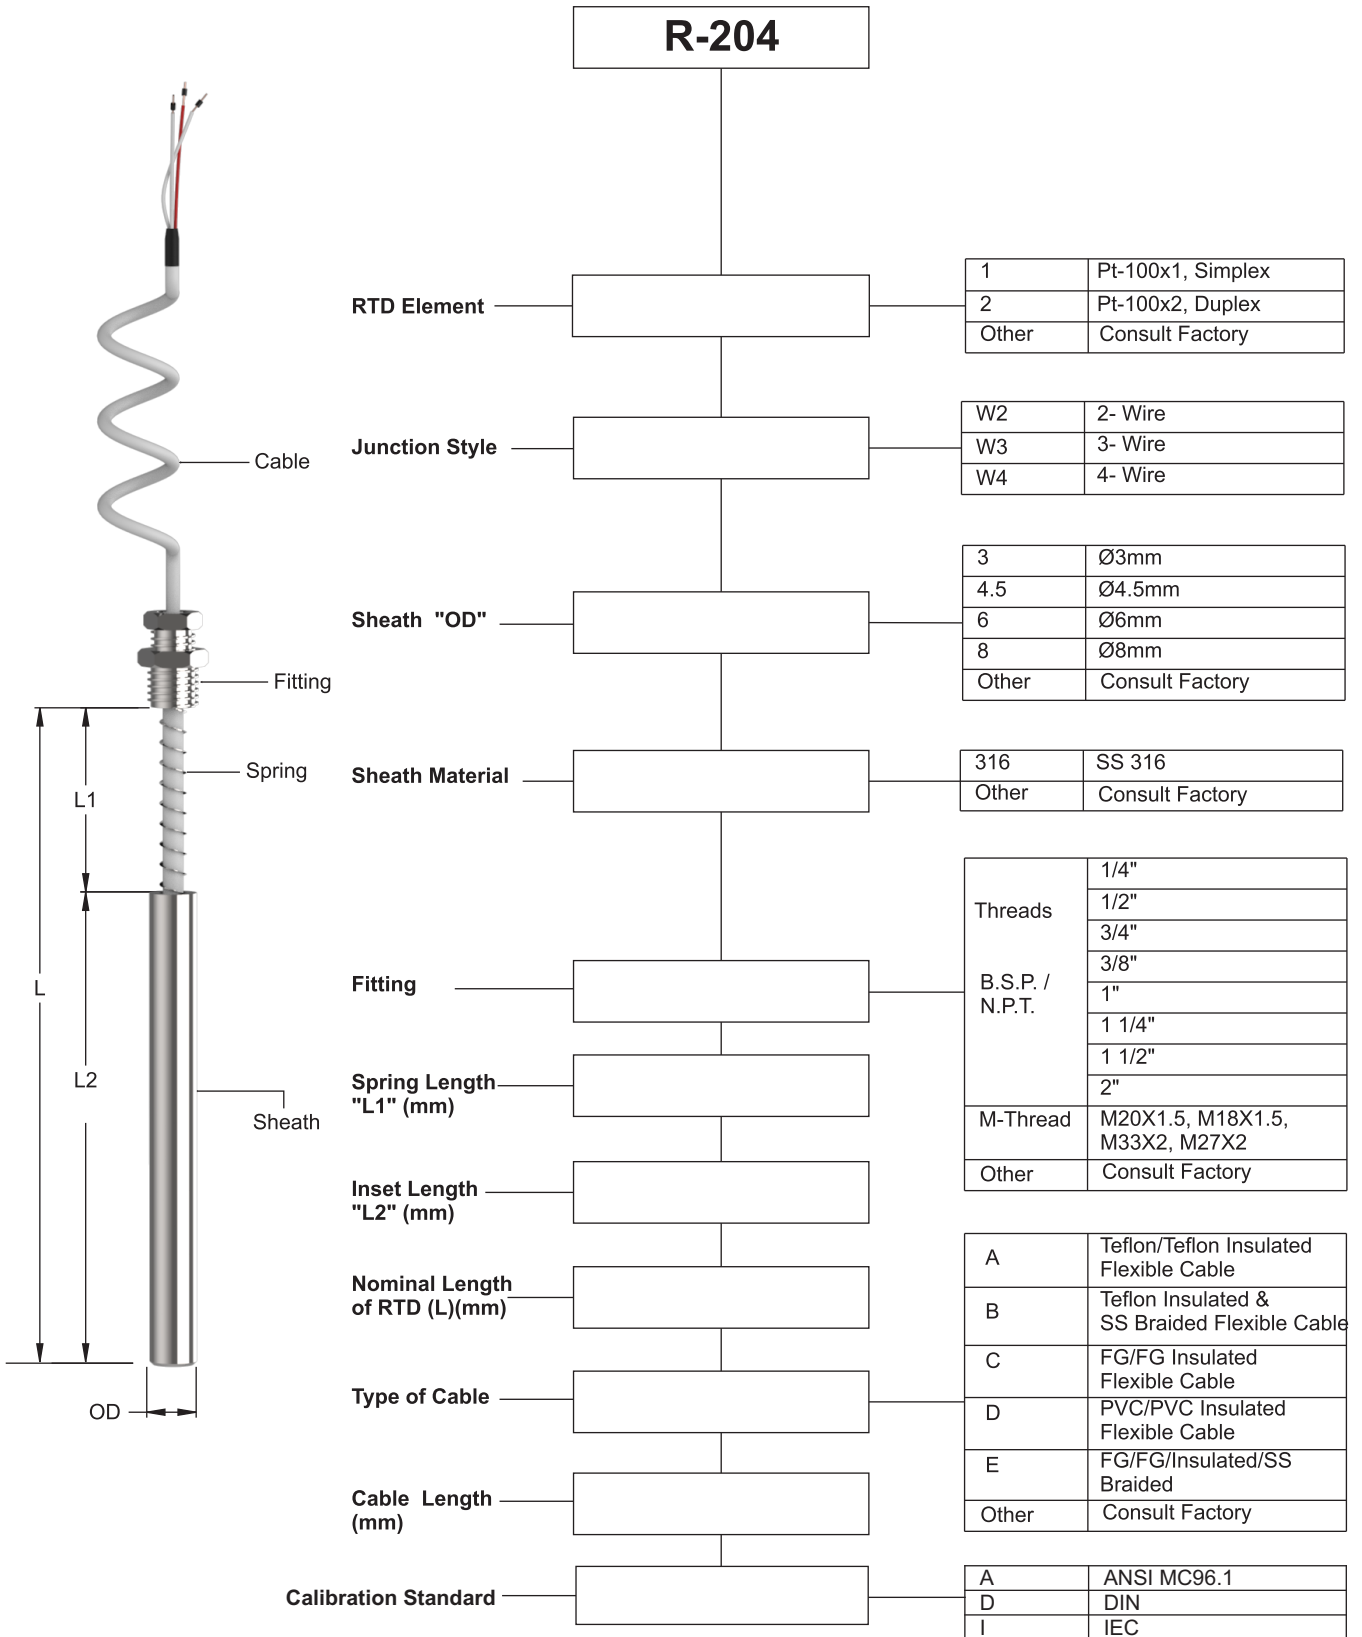 R-204
RTD Element
1 Pt-100x1, Simplex
2 Pt-100x2, Duplex
Other Consult Factory
Junction Style
W2 2- Wire
W3 3- Wire
W4 4- Wire
Cable
Sheath "OD"
3 Ø3mm
4.5 Ø4.5mm
6 Ø6mm
8 Ø8mm
Other Consult Factory
Fitting
Spring
L1
L
L2
Sheath
OD
Sheath Material
316 SS 316
Other Consult Factory
Fitting
Threads
B.S.P. /
N.P.T.
1/4"
1/2"
3/4"
3/8"
1"
1 1/4"
1 1/2"
2"
M-Thread M20X1.5, M18X1.5,
M33X2, M27X2
Other Consult Factory
Spring Length
"L1" (mm)
Inset Length
"L2" (mm)
Nominal Length
of RTD (L)(mm)
Type of Cable
A Teflon/Teflon Insulated
Flexible Cable
B Teflon Insulated &
SS Braided Flexible Cable
C FG/FG Insulated
Flexible Cable
D PVC/PVC Insulated
Flexible Cable
E FG/FG/Insulated/SS
Braided
Other Consult Factory
Cable Length
(mm)
Calibration Standard
A ANSI MC96.1
D DIN
I IEC